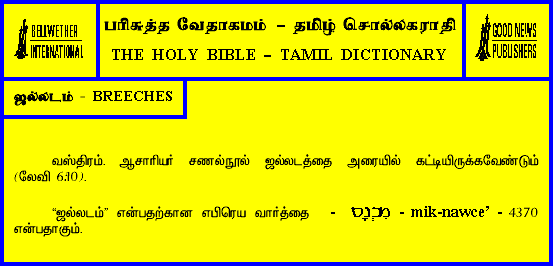 BELLWETHER
INTERNATIONAL
பரிசுத்த வேதாகமம் – தமிழ் சொல்லகராதி
THE HOLY BIBLE – TAMIL DICTIONARY
GOOD NEWS
PUBLISHERS
ஜல்லடம் - BREECHES
வஸ்திரம். ஆசாரியர் சணல்நூல் ஜல்லடத்தை அரையில் கட்டியிருக்கவேண்டும்
(லேவி 6:10).
“ஜல்லடம்” என்பதற்கான எபிரெய வார்த்தை - מִכְנָס - mik-nawce’ - 4370
என்பதாகும்.